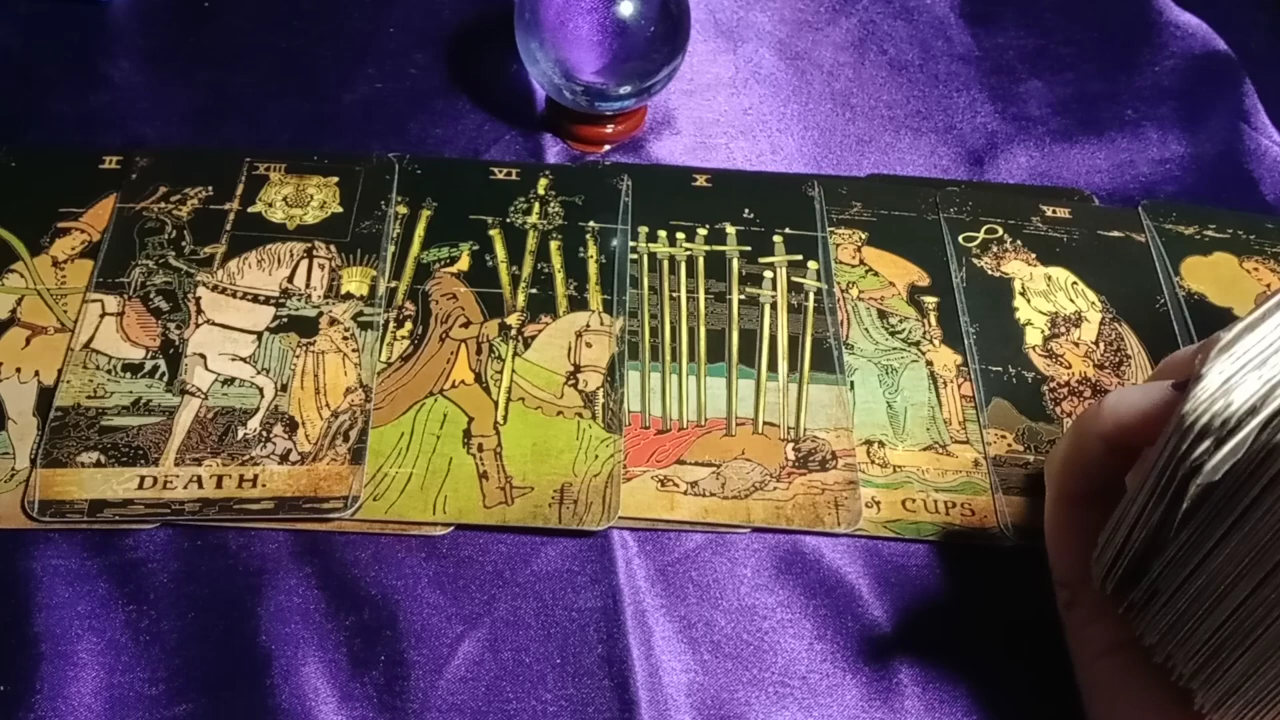 II
XIII
VI
X
VIII
DEATH.
of CUPS.